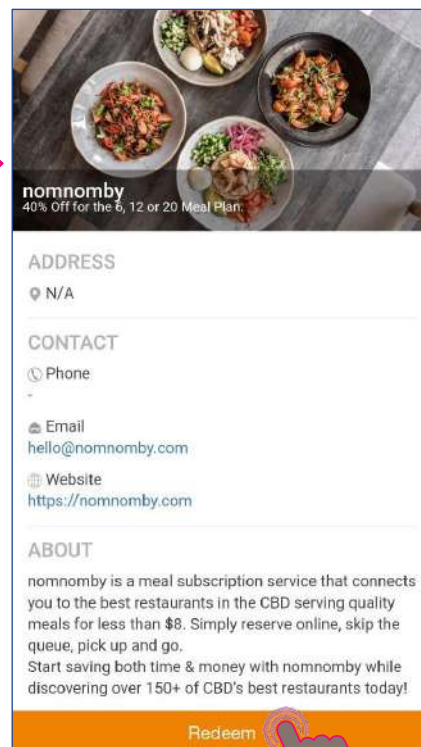 nomnomby
40% Off for the 6, 12 or 20 Meal Plan.
ADDRESS
N/A
CONTACT
Phone
-
Email
hello@nomnomby.com
Website
https://nomnomby.com
ABOUT
nomnomby is a meal subscription service that connects
you to the best restaurants in the CBD serving quality
meals for less than $8. Simply reserve online, skip the
queue, pick up and go.
Start saving both time & money with nomnomby while
discovering over 150+ of CBD's best restaurants today!
Redeem